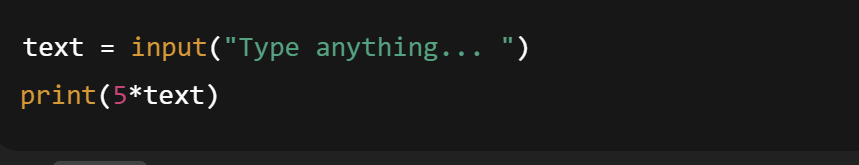 text = input("Type anything... ")
print(5*text)